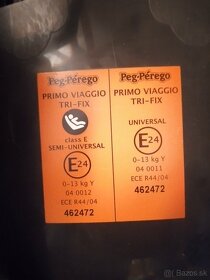 Peg-Pérego
PRIMO VIAGGIO
TRI-FIX
class E
SEMI-UNIVERSAL
E24
0-13 kg Y
04 0012
ECE R44/04
462472
Peg-Pérego
PRIMO VIAGGIO
TRI-FIX
UNIVERSAL
E24
0-13 kg Y
04 0011
ECE R44/04
462472
Bazos.sk